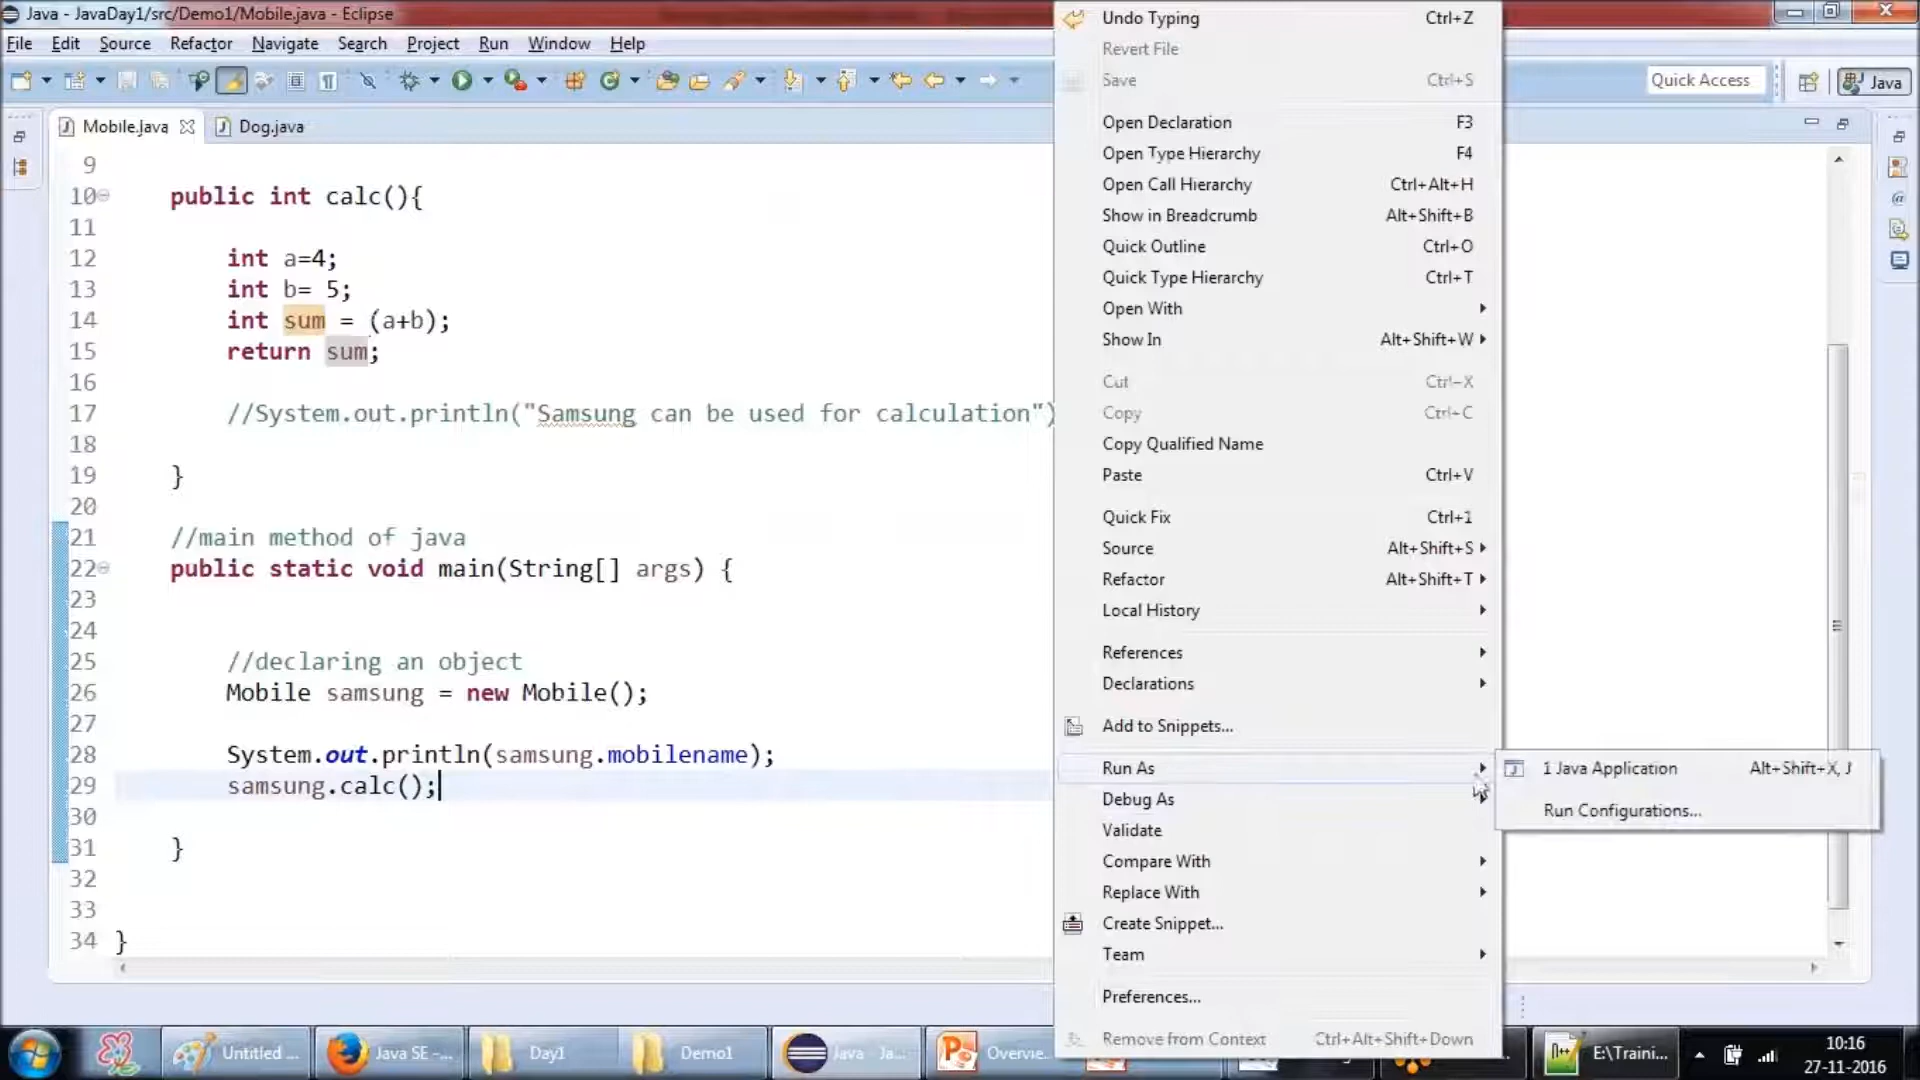 Java - JavaDay1/src/Demo1/Mobile.java - Eclipse
File Edit Source Refactor Navigate Search Project Run Window Help
Quick Access
Java
Mobile.java
Dog.java
9
10 public int calc(){
11
12 int a=4;
13 int b= 5;
14 int sum = (a+b);
15 return sum;
16
17 //System.out.println("Samsung can be used for calculation")
18
19 }
20
21 //main method of java
22 public static void main(String[] args) {
23
24
25 //declaring an object
26 Mobile samsung = new Mobile();
27
28 System.out.println(samsung.mobilename);
29 samsung.calc();
30
31 }
32
33
34 }
Undo Typing Ctrl+Z
Revert File
Save Ctrl+S
Open Declaration F3
Open Type Hierarchy F4
Open Call Hierarchy Ctrl+Alt+H
Show in Breadcrumb Alt+Shift+B
Quick Outline Ctrl+O
Quick Type Hierarchy Ctrl+T
Open With
Show In Alt+Shift+W
Cut Ctrl+X
Copy Ctrl+C
Copy Qualified Name
Paste Ctrl+V
Quick Fix Ctrl+1
Source Alt+Shift+S
Refactor Alt+Shift+T
Local History
References
Declarations
Add to Snippets...
Run As
Debug As
Validate
Compare With
Replace With
Create Snippet...
Team
Preferences...
Remove from Context Ctrl+Alt+Shift+Down
1 Java Application Alt+Shift+X, J
Run Configurations...
Untitled ...
Java SE -...
Day1
Demo1
Java - Ja...
Overvie...
E:\Traini...
10:16
27-11-2016